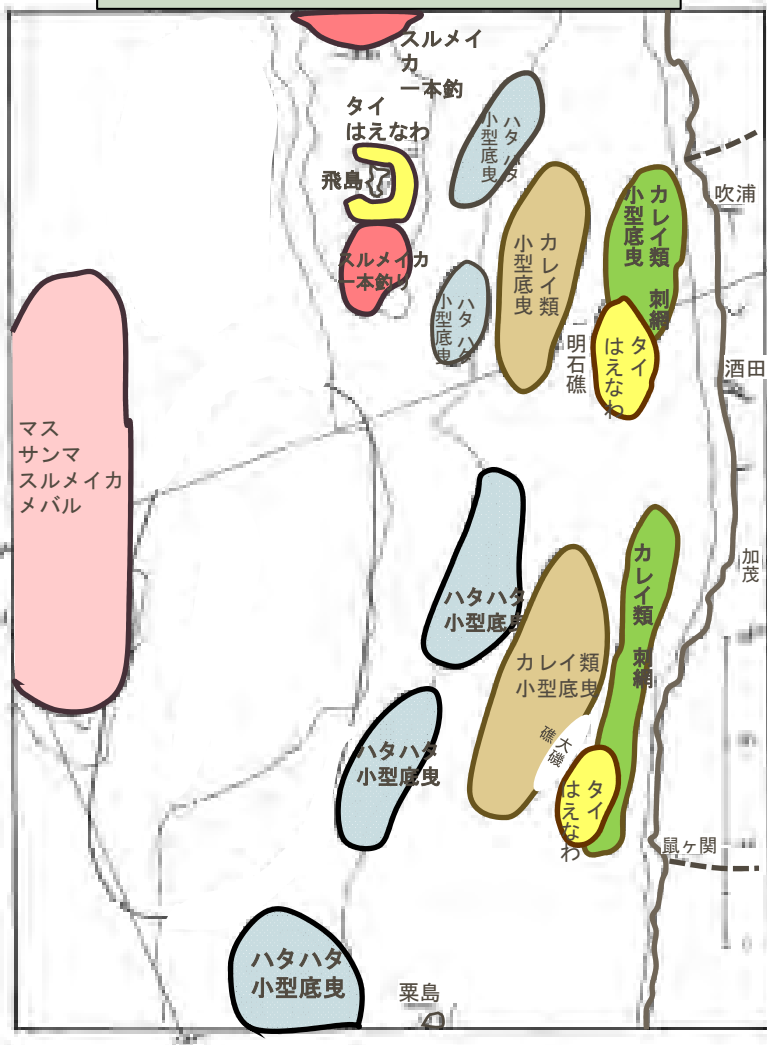 スルメイ
カ
一本釣
タイ
はえなわ
飛島
ハタハタ
小型底曳
カレイ類 刺網
小型底曳
吹浦
スルメイカ
一本釣り
カレイ類
小型底曳
ハタハタ
小型底曳
明石礁
タイ
はえなわ
酒田
マス
サンマ
スルメイカ
メバル
加茂
ハタハタ
小型底曳
カレイ類 刺網
カレイ類
小型底曳
大磯
礁
ハタハタ
小型底曳
タイ
はえなわ
鼠ヶ関
ハタハタ
小型底曳
粟島